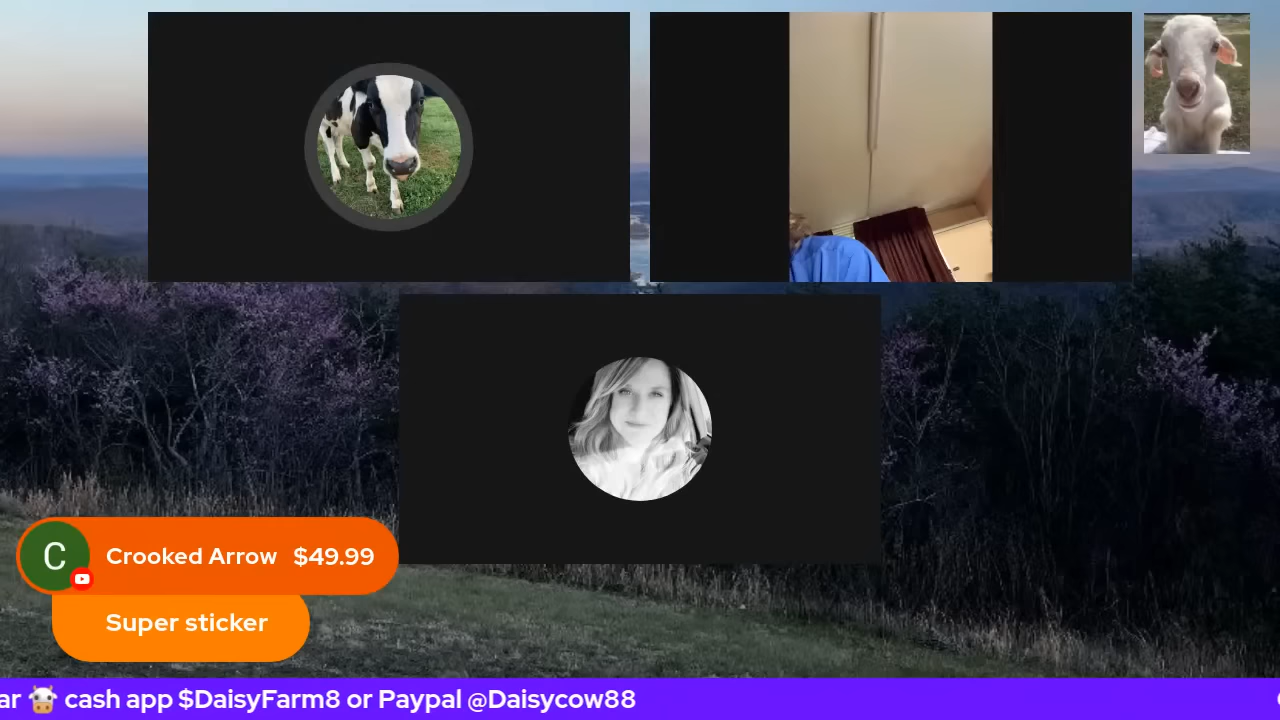 C
Crooked Arrow $49.99
Super sticker
ar 🐮 cash app $DaisyFarm8 or Paypal @Daisycow88